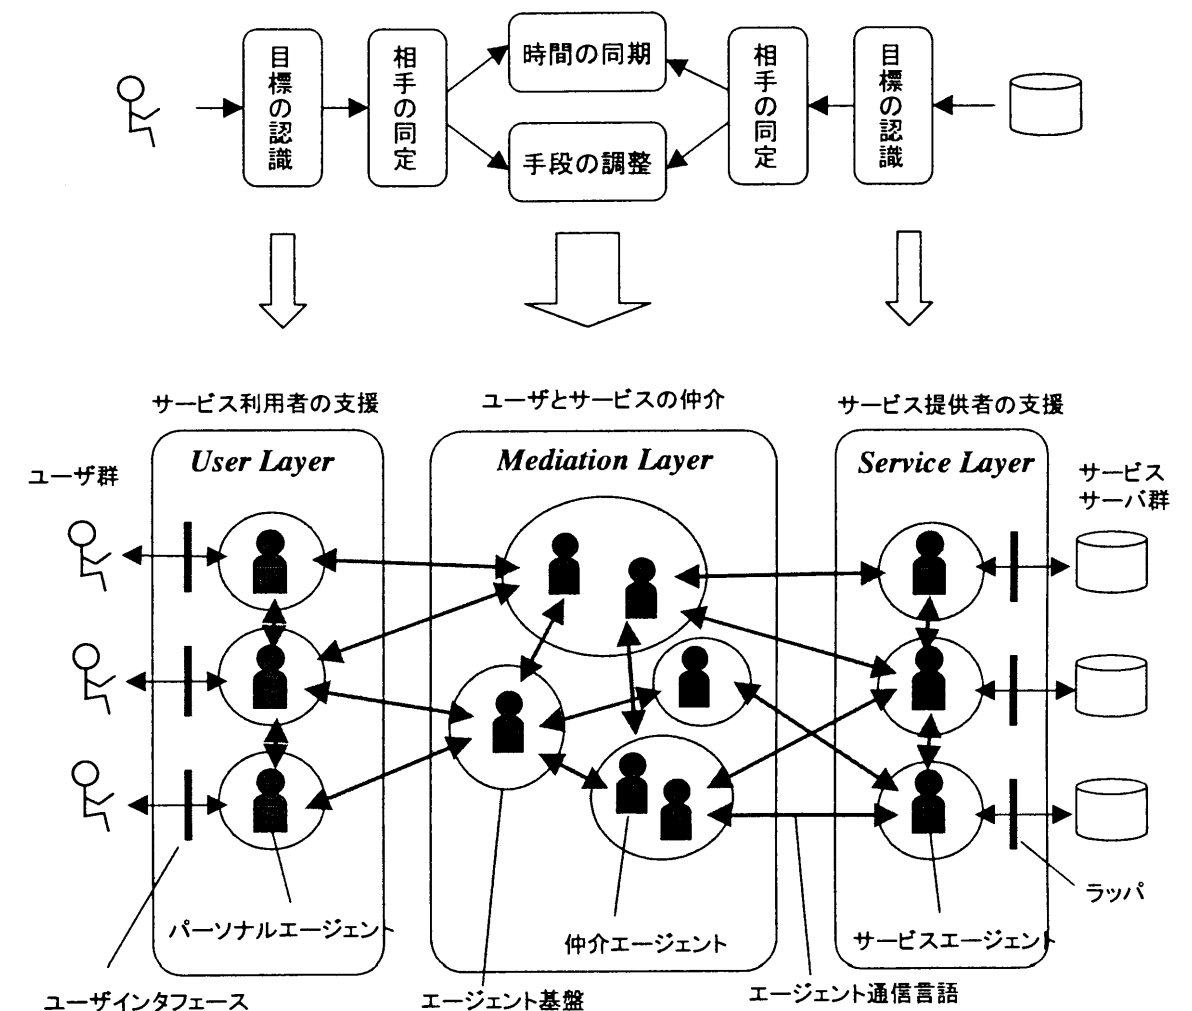 目標の認識
相手の同定
時間の同期
手段の調整
相手の同定
目標の認識
サービス利用者の支援
ユーザとサービスの仲介
サービス提供者の支援
User Layer
Mediation Layer
Service Layer
ユーザ群
サービス
サーバ群
ラッパ
パーソナルエージェント
仲介エージェント
サービスエージェント
ユーザインタフェース
エージェント基盤
エージェント通信言語